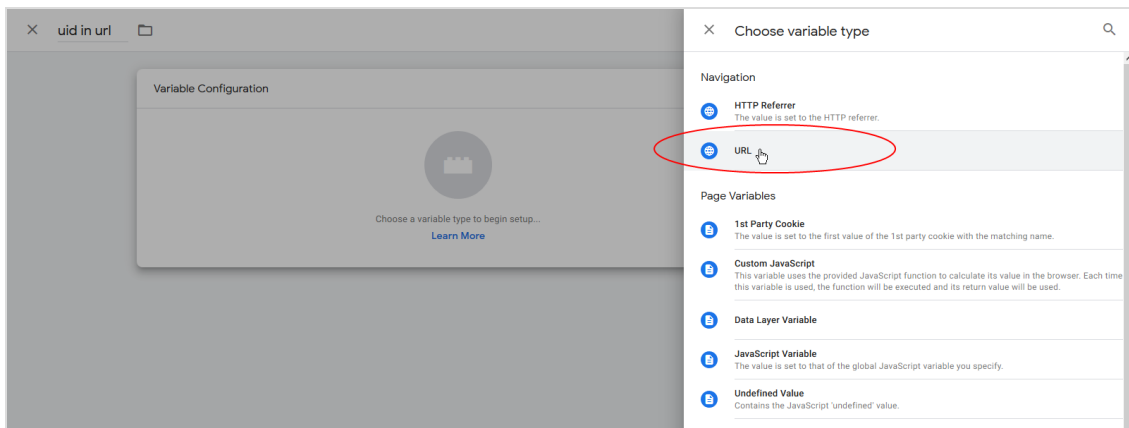 uid in url
Choose variable type
Variable Configuration
Choose a variable type to begin setup...
Learn More
Navigation
HTTP Referrer
The value is set to the HTTP referrer.
URL
Page Variables
1st Party Cookie
The value is set to the first value of the 1st party cookie with the matching name.
Custom JavaScript
This variable uses the provided JavaScript function to calculate its value in the browser. Each time
this variable is used, the function will be executed and its return value will be used.
Data Layer Variable
JavaScript Variable
The value is set to that of the global JavaScript variable you specify.
Undefined Value
Contains the JavaScript 'undefined' value.